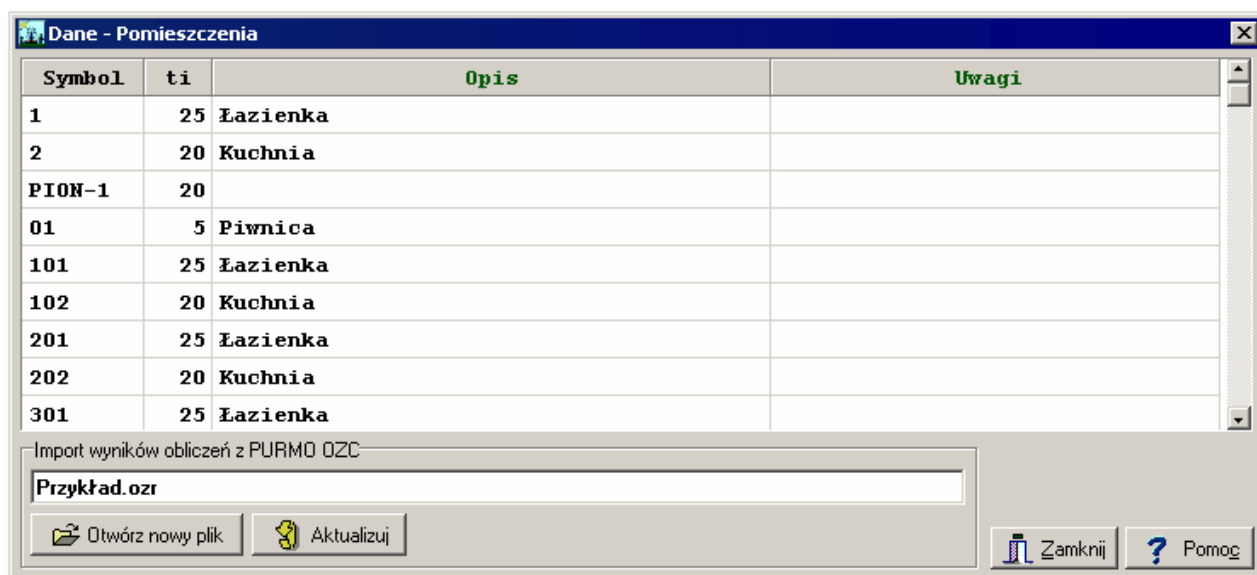 Dane - Pomieszczenia
Symbol ti Opis Uwagi
1 25 Łazienka
2 20 Kuchnia
PION-1 20
01 5 Piwnica
101 25 Łazienka
102 20 Kuchnia
201 25 Łazienka
202 20 Kuchnia
301 25 Łazienka
Import wyników obliczeń z PURMO OZC
Przykład.ozr
Otwórz nowy plik Aktualizuj Zamknij Pomoc